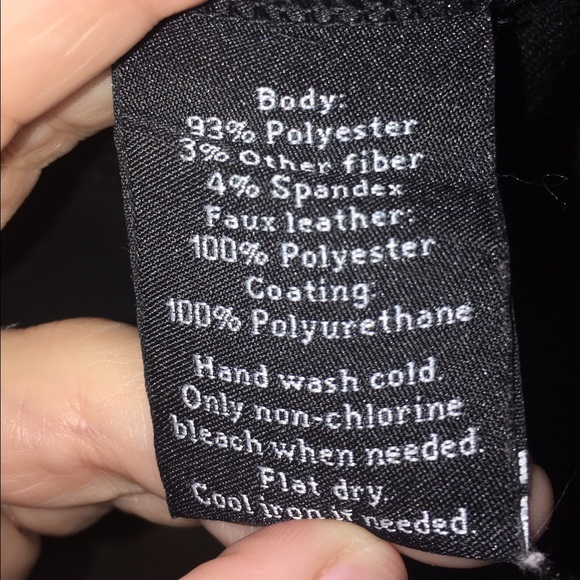 Body:
93% Polyester
3% Other fiber
4% Spandex
Faux leather:
100% Polyester
Coating:
100% Polyurethane
Hand wash cold.
Only non-chlorine
bleach when needed.
Flat dry.
Cool iron if needed.